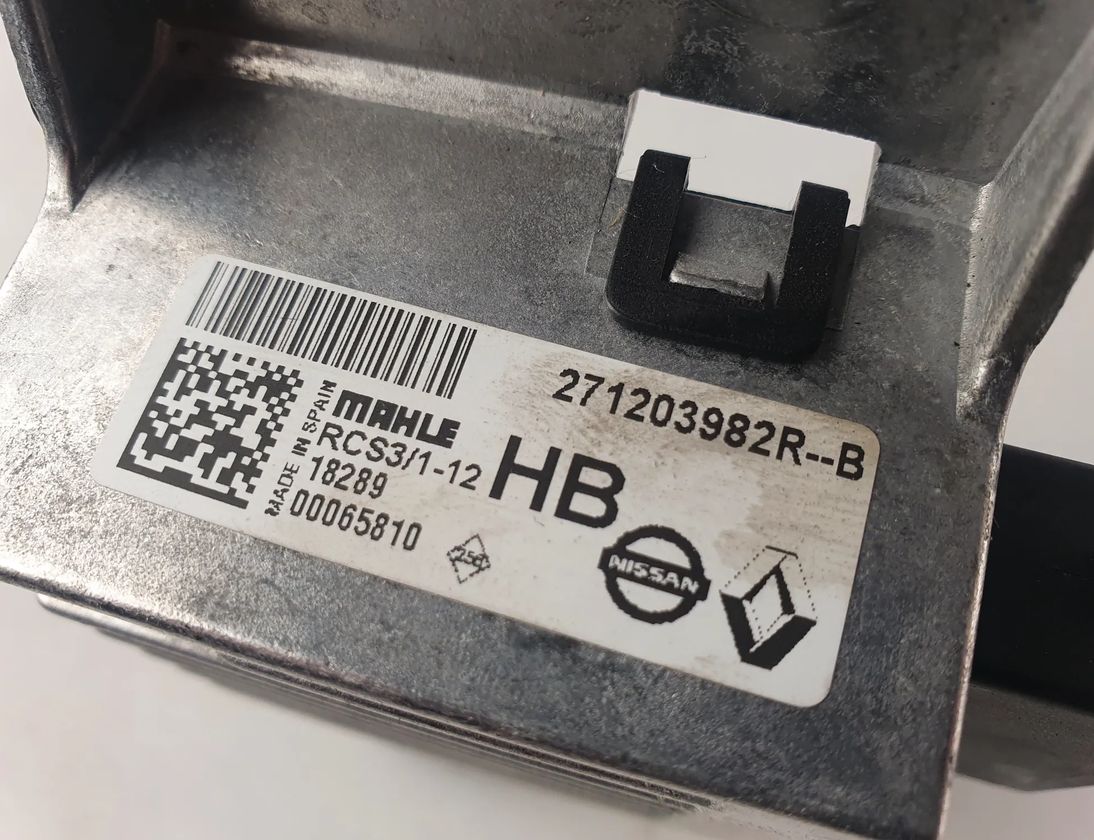 271203982R--B
MADE IN SPAIN
MAHLE
RCS3/1-12
18289
00065810
HB
NISSAN